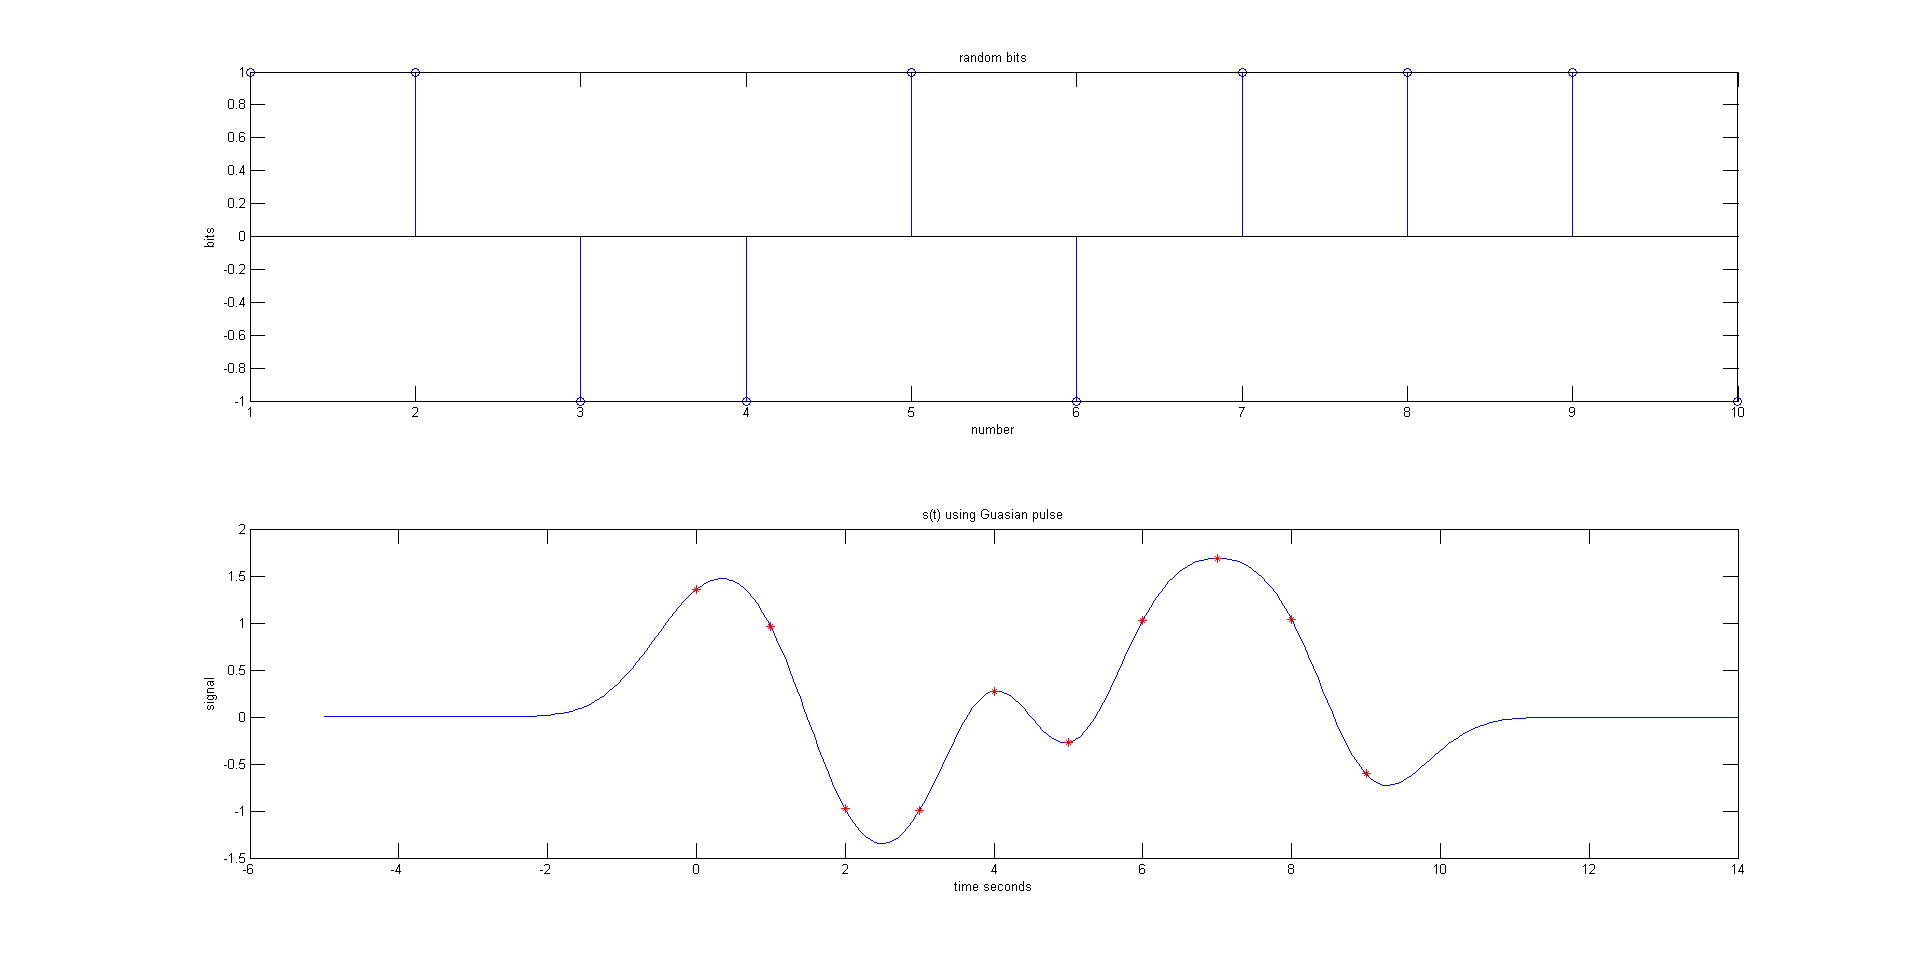 random bits
1
0.8
0.6
0.4
0.2
0
-0.2
-0.4
-0.6
-0.8
-1
bits
1 2 3 4 5 6 7 8 9 10
number
s(t) using Guasian pulse
2
1.5
1
0.5
0
-0.5
-1
-1.5
signal
-6 -4 -2 0 2 4 6 8 10 12 14
time seconds